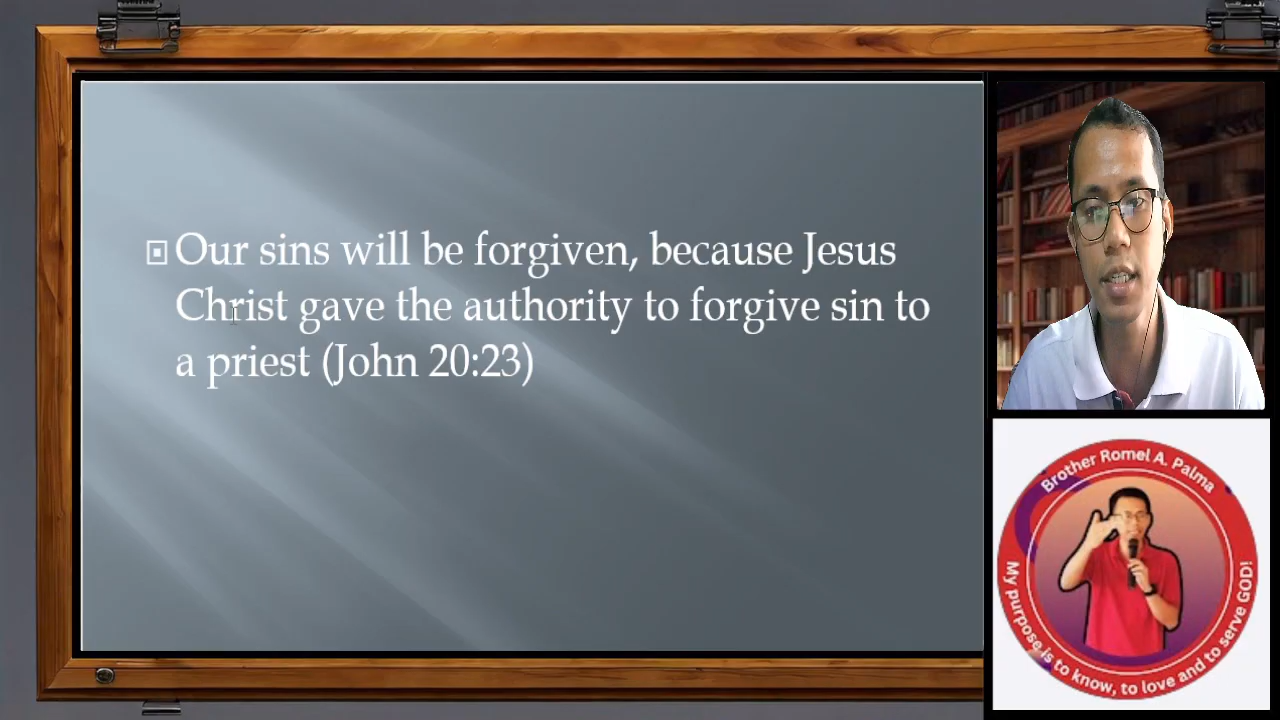 Our sins will be forgiven, because Jesus
Christ gave the authority to forgive sin to
a priest (John 20:23)
Brother Romel A. Palma
My purpose is to know, to love and to serve GOD!